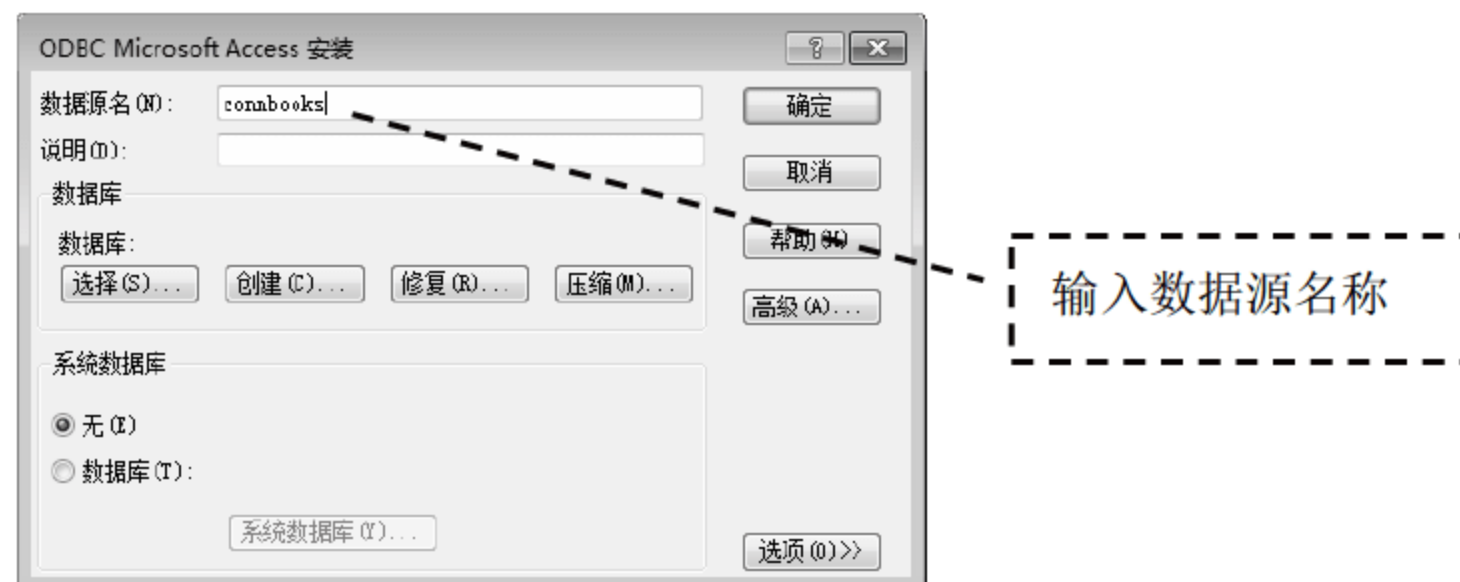 ODBC Microsoft Access 安装
数据源名(N): connbooks
确定
说明(D):
取消
数据库
帮助(H)
数据库:
选择(S)... 创建(C)... 修复(R)... 压缩(M)...
高级(A)...
输入数据源名称
系统数据库
无(E)
数据库(T):
系统数据库(Y)...
选项(O)>>